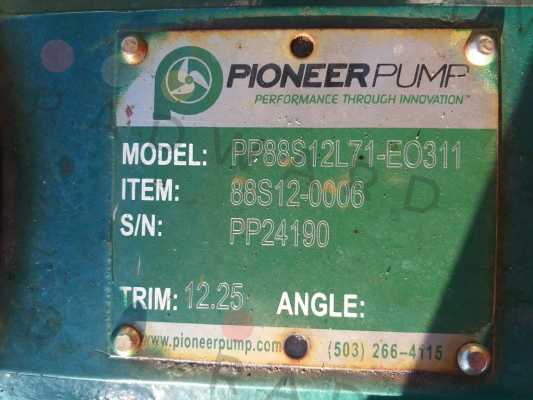 PIONEERPUMP
PERFORMANCE THROUGH INNOVATION™
MODEL: PP88S12L71-EO311
ITEM: 88S12-0006
S/N: PP24190
TRIM: 12.25 ANGLE:
www.pioneerpump.com (503) 266-4115